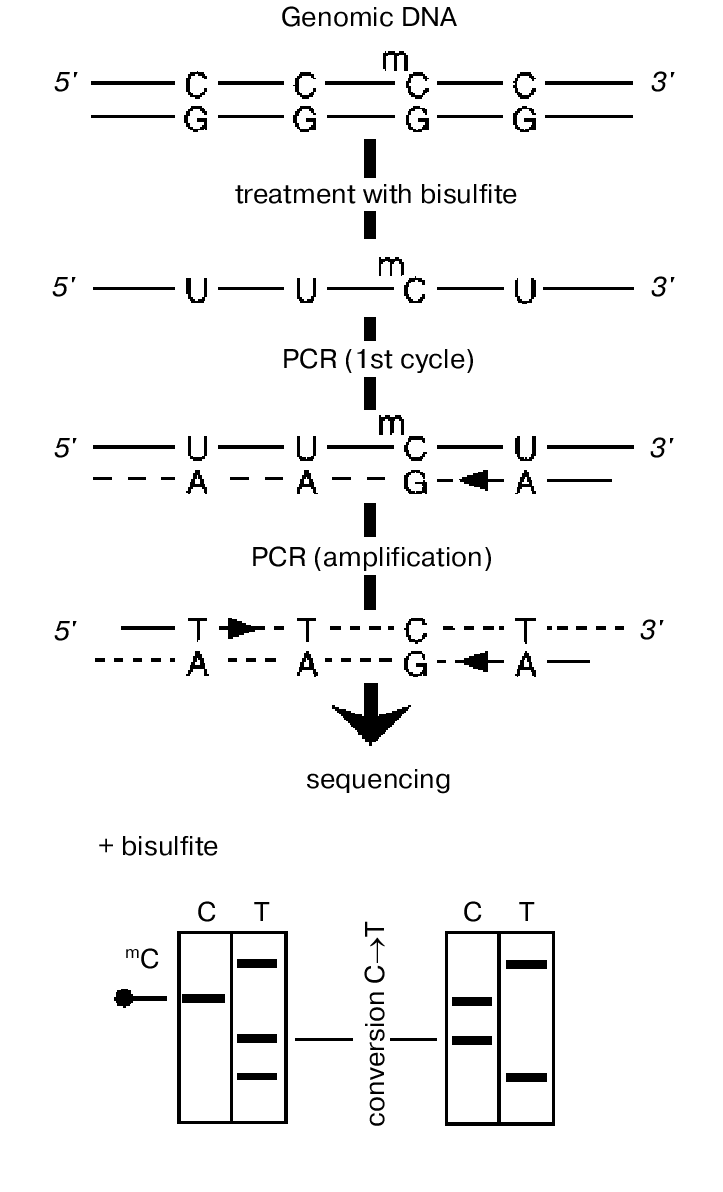 Genomic DNA
m
5' C C C C 3'
G G G G
treatment with bisulfite
m
5' U U C U 3'
PCR (1st cycle)
m
5' U U C U 3'
A A G A
PCR (amplification)
5' T T C T 3'
A A G A
sequencing
+ bisulfite
C T C T
mC
conversion C→T